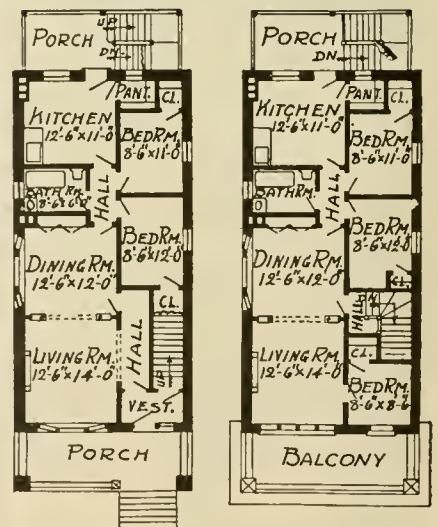 PORCH
UP
DN.
KITCHEN
12'-6"x11'-0"
PANT.
CL.
BED RM.
8'-6"x11'-0"
BATH RM.
8'-6"x6'-0"
HALL
BED RM.
8'-6"x12'-0"
DINING RM.
12'-6"x12'-0"
CL.
HALL
LIVING RM.
12'-6"x14'-0"
UP
VEST.
PORCH
PORCH
DN.
KITCHEN
12'-6"x11'-0"
PANT.
CL.
BED RM.
8'-6"x11'-0"
BATH RM.
HALL
BED RM.
8'-6"x12'-0"
DINING RM.
12'-6"x12'-0"
CL.
HALL
DN.
LIVING RM.
12'-6"x14'-0"
CL.
BED RM.
8'-6"x8'-6"
BALCONY